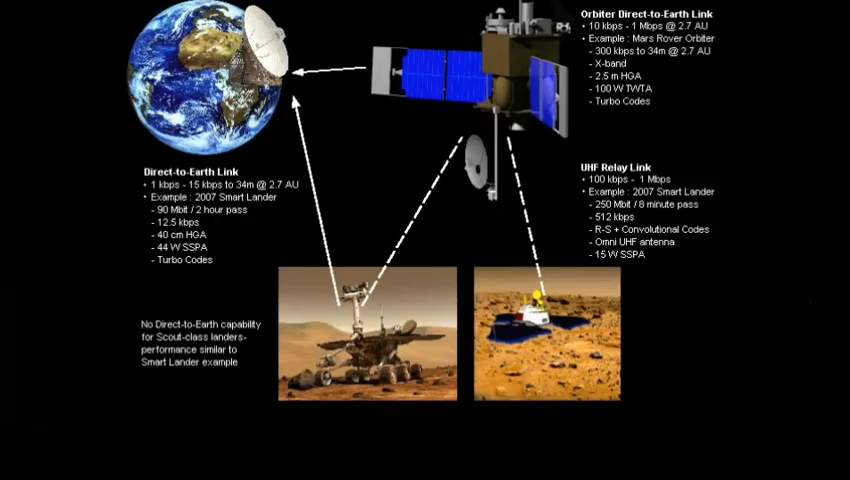 Orbiter Direct-to-Earth Link
• 10 kbps - 1 Mbps @ 2.7 AU
• Example : Mars Rover Orbiter
- 300 kbps to 34m @ 2.7 AU
- X-band
- 2.5 m HGA
- 100 W TWTA
- Turbo Codes
Direct-to-Earth Link
• 1 kbps - 15 kbps to 34m @ 2.7 AU
• Example : 2007 Smart Lander
- 90 Mbit / 2 hour pass
- 12.5 kbps
- 40 cm HGA
- 44 W SSPA
- Turbo Codes
UHF Relay Link
• 100 kbps - 1 Mbps
• Example : 2007 Smart Lander
- 250 Mbit / 8 minute pass
- 512 kbps
- R-S + Convolutional Codes
- Omni UHF antenna
- 15 W SSPA
No Direct-to-Earth capability
for Scout-class landers-
performance similar to
Smart Lander example